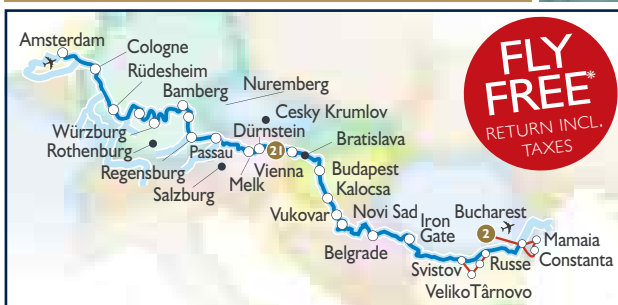 Amsterdam
Cologne
Rüdesheim
Bamberg
Nuremberg
Cesky Krumlov
Würzburg
Rothenburg
Dürnstein
Bratislava
Regensburg
Passau
21
Salzburg
Melk
Vienna
Budapest
Kalocsa
Vukovar
Novi Sad
Iron
Gate
Bucharest
2
Belgrade
Mamaia
Constanta
Svistov
Russe
VelikoTârnovo
FLY
FREE*
RETURN INCL.
TAXES